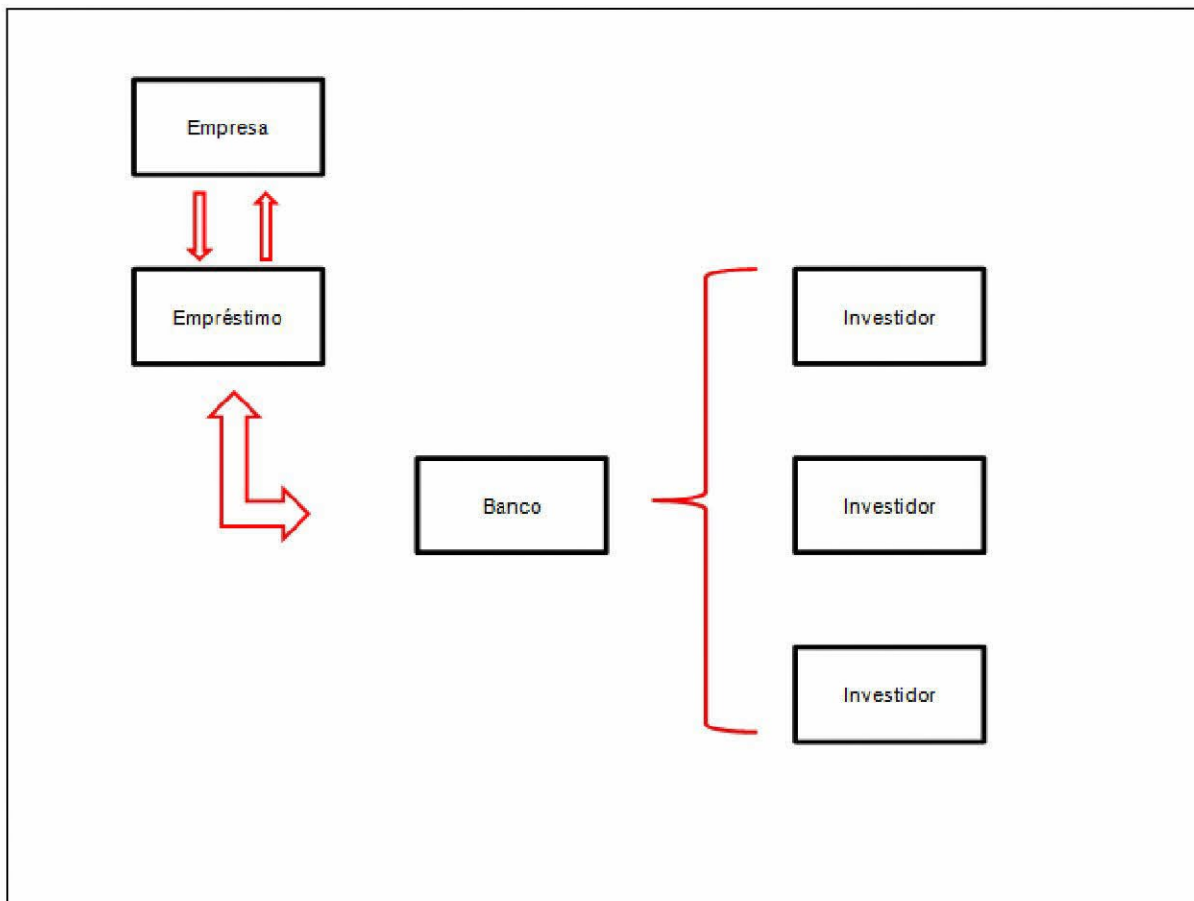 Empresa
Empréstimo
Investidor
Banco
Investidor
Investidor